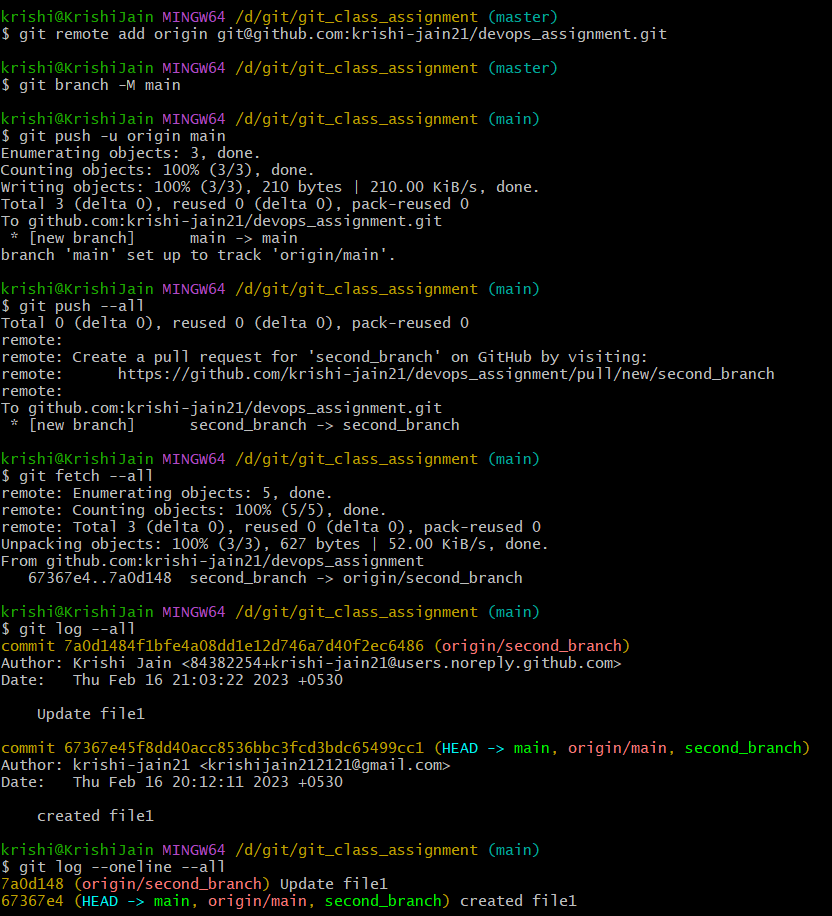 krishi@KrishiJain MINGW64 /d/git/git_class_assignment (master)
$ git remote add origin git@github.com:krishi-jain21/devops_assignment.git
krishi@KrishiJain MINGW64 /d/git/git_class_assignment (master)
$ git branch -M main
krishi@KrishiJain MINGW64 /d/git/git_class_assignment (main)
$ git push -u origin main
Enumerating objects: 3, done.
Counting objects: 100% (3/3), done.
Writing objects: 100% (3/3), 210 bytes | 210.00 KiB/s, done.
Total 3 (delta 0), reused 0 (delta 0), pack-reused 0
To github.com:krishi-jain21/devops_assignment.git
 * [new branch]      main -> main
branch 'main' set up to track 'origin/main'.
krishi@KrishiJain MINGW64 /d/git/git_class_assignment (main)
$ git push --all
Total 0 (delta 0), reused 0 (delta 0), pack-reused 0
remote:
remote: Create a pull request for 'second_branch' on GitHub by visiting:
remote:      https://github.com/krishi-jain21/devops_assignment/pull/new/second_branch
remote:
To github.com:krishi-jain21/devops_assignment.git
 * [new branch]      second_branch -> second_branch
krishi@KrishiJain MINGW64 /d/git/git_class_assignment (main)
$ git fetch --all
remote: Enumerating objects: 5, done.
remote: Counting objects: 100% (5/5), done.
remote: Total 3 (delta 0), reused 0 (delta 0), pack-reused 0
Unpacking objects: 100% (3/3), 627 bytes | 52.00 KiB/s, done.
From github.com:krishi-jain21/devops_assignment
   67367e4..7a0d148  second_branch -> origin/second_branch
krishi@KrishiJain MINGW64 /d/git/git_class_assignment (main)
$ git log --all
commit 7a0d1484f1bfe4a08dd1e12d746a7d40f2ec6486 (origin/second_branch)
Author: Krishi Jain <84382254+krishi-jain21@users.noreply.github.com>
Date:   Thu Feb 16 21:03:22 2023 +0530
    Update file1
commit 67367e45f8dd40acc8536bbc3fcd3bdc65499cc1 (HEAD -> main, origin/main, second_branch)
Author: krishi-jain21 <krishijain212121@gmail.com>
Date:   Thu Feb 16 20:12:11 2023 +0530
    created file1
krishi@KrishiJain MINGW64 /d/git/git_class_assignment (main)
$ git log --oneline --all
7a0d148 (origin/second_branch) Update file1
67367e4 (HEAD -> main, origin/main, second_branch) created file1